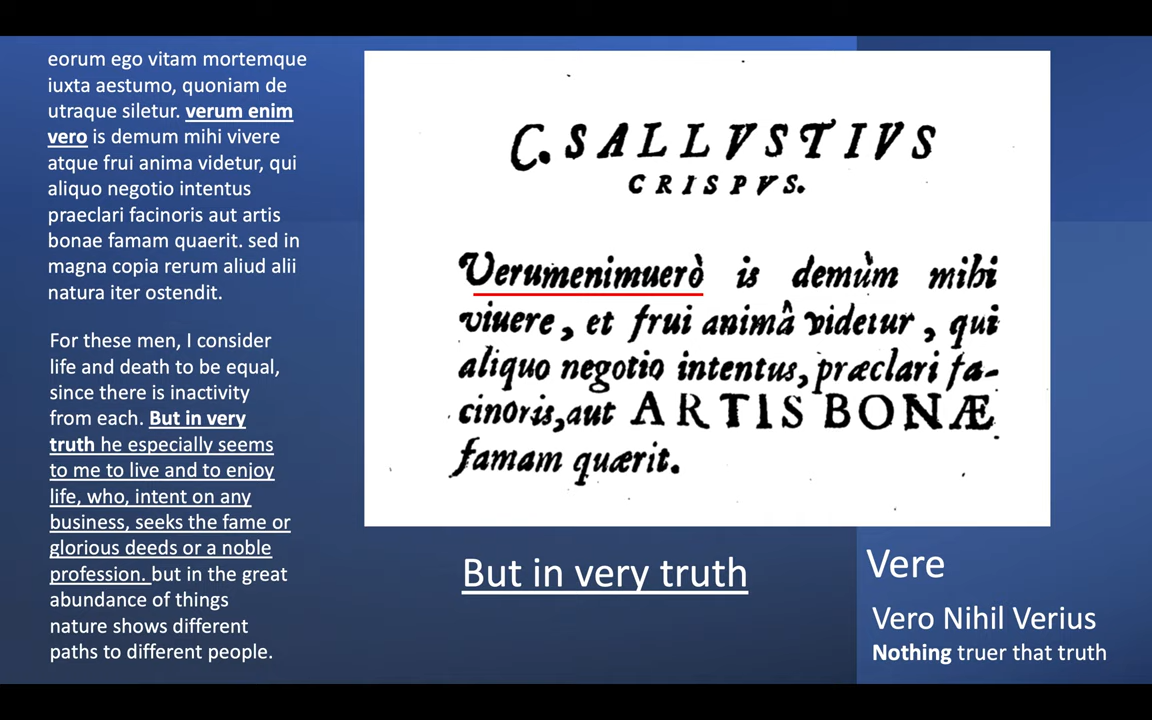 eorum ego vitam mortemque
iuxta aestumo, quoniam de
utraque siletur. verum enim
vero is demum mihi vivere
atque frui anima videtur, qui
aliquo negotio intentus
praeclari facinoris aut artis
bonae famam quaerit. sed in
magna copia rerum aliud alii
natura iter ostendit.
For these men, I consider
life and death to be equal,
since there is inactivity
from each. But in very
truth he especially seems
to me to live and to enjoy
life, who, intent on any
business, seeks the fame or
glorious deeds or a noble
profession. but in the great
abundance of things
nature shows different
paths to different people.
C. SALLVSTIVS
CRISPVS.
Verumenimuerò is demùm mihi
viuere, et frui animâ videtur, qui
aliquo negotio intentus, præclari fa-
cinoris, aut ARTIS BONÆ
famam quærit.
But in very truth
Vere
Vero Nihil Verius
Nothing truer that truth